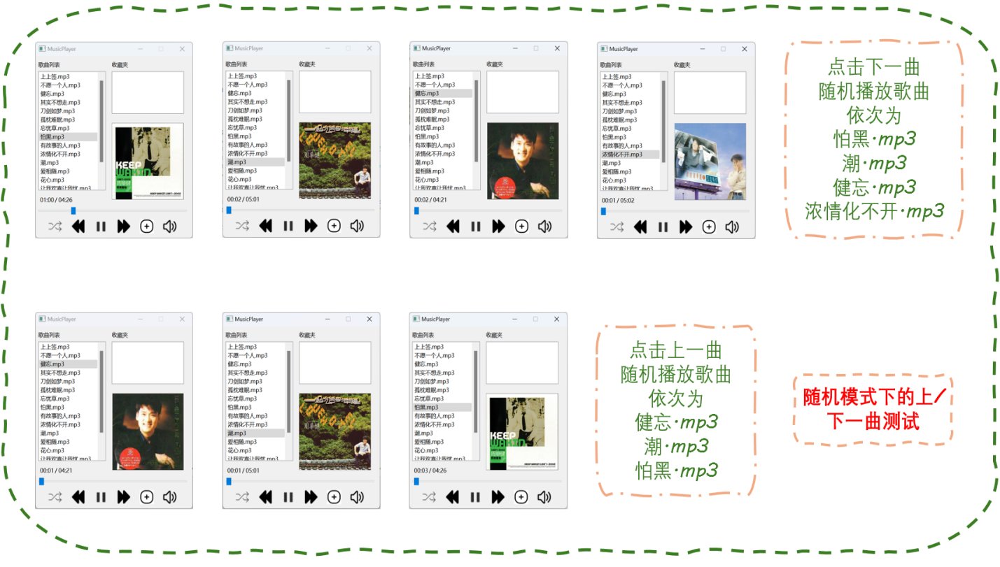 MusicPlayer
歌曲列表
收藏夹
上上签.mp3
不愿一个人.mp3
健忘.mp3
其实不想走.mp3
刀剑如梦.mp3
孤枕难眠.mp3
忘忧草.mp3
怕黑.mp3
有故事的人.mp3
浓情化不开.mp3
潮.mp3
爱相随.mp3
花心.mp3
让我欢喜让我忧.mp3
KEEP
WAKIN
01:00 / 04:26
MusicPlayer
歌曲列表
收藏夹
上上签.mp3
不愿一个人.mp3
健忘.mp3
其实不想走.mp3
刀剑如梦.mp3
孤枕难眠.mp3
忘忧草.mp3
怕黑.mp3
有故事的人.mp3
浓情化不开.mp3
潮.mp3
爱相随.mp3
花心.mp3
让我欢喜让我忧.mp3
00:02 / 05:01
MusicPlayer
歌曲列表
收藏夹
上上签.mp3
不愿一个人.mp3
健忘.mp3
其实不想走.mp3
刀剑如梦.mp3
孤枕难眠.mp3
忘忧草.mp3
怕黑.mp3
有故事的人.mp3
浓情化不开.mp3
潮.mp3
爱相随.mp3
花心.mp3
让我欢喜让我忧.mp3
00:02 / 04:21
MusicPlayer
歌曲列表
收藏夹
上上签.mp3
不愿一个人.mp3
健忘.mp3
其实不想走.mp3
刀剑如梦.mp3
孤枕难眠.mp3
忘忧草.mp3
怕黑.mp3
有故事的人.mp3
浓情化不开.mp3
潮.mp3
爱相随.mp3
花心.mp3
让我欢喜让我忧.mp3
00:01 / 05:02
点击下一曲
随机播放歌曲
依次为
怕黑·mp3
潮·mp3
健忘·mp3
浓情化不开·mp3
MusicPlayer
歌曲列表
收藏夹
上上签.mp3
不愿一个人.mp3
健忘.mp3
其实不想走.mp3
刀剑如梦.mp3
孤枕难眠.mp3
忘忧草.mp3
怕黑.mp3
有故事的人.mp3
浓情化不开.mp3
潮.mp3
爱相随.mp3
花心.mp3
让我欢喜让我忧.mp3
00:01 / 04:21
MusicPlayer
歌曲列表
收藏夹
上上签.mp3
不愿一个人.mp3
健忘.mp3
其实不想走.mp3
刀剑如梦.mp3
孤枕难眠.mp3
忘忧草.mp3
怕黑.mp3
有故事的人.mp3
浓情化不开.mp3
潮.mp3
爱相随.mp3
花心.mp3
让我欢喜让我忧.mp3
00:01 / 05:01
MusicPlayer
歌曲列表
收藏夹
上上签.mp3
不愿一个人.mp3
健忘.mp3
其实不想走.mp3
刀剑如梦.mp3
孤枕难眠.mp3
忘忧草.mp3
怕黑.mp3
有故事的人.mp3
浓情化不开.mp3
潮.mp3
爱相随.mp3
花心.mp3
让我欢喜让我忧.mp3
KEEP
WAKIN
00:03 / 04:26
点击上一曲
随机播放歌曲
依次为
健忘·mp3
潮·mp3
怕黑·mp3
随机模式下的上/
下一曲测试